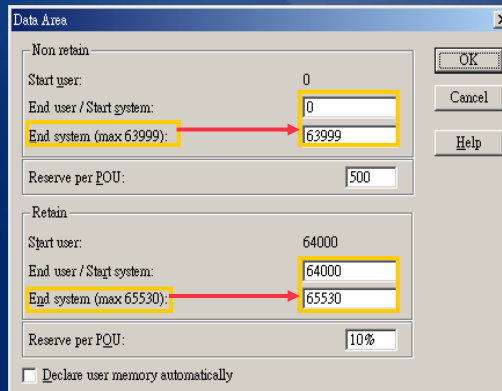 Data Area
Non retain
Start user: 0
End user / Start system: 0
End system (max 63999): 63999
Reserve per POU: 500
Retain
Start user: 64000
End user / Start system: 64000
End system (max 65530): 65530
Reserve per POU: 10%
Declare user memory automatically
OK
Cancel
Help